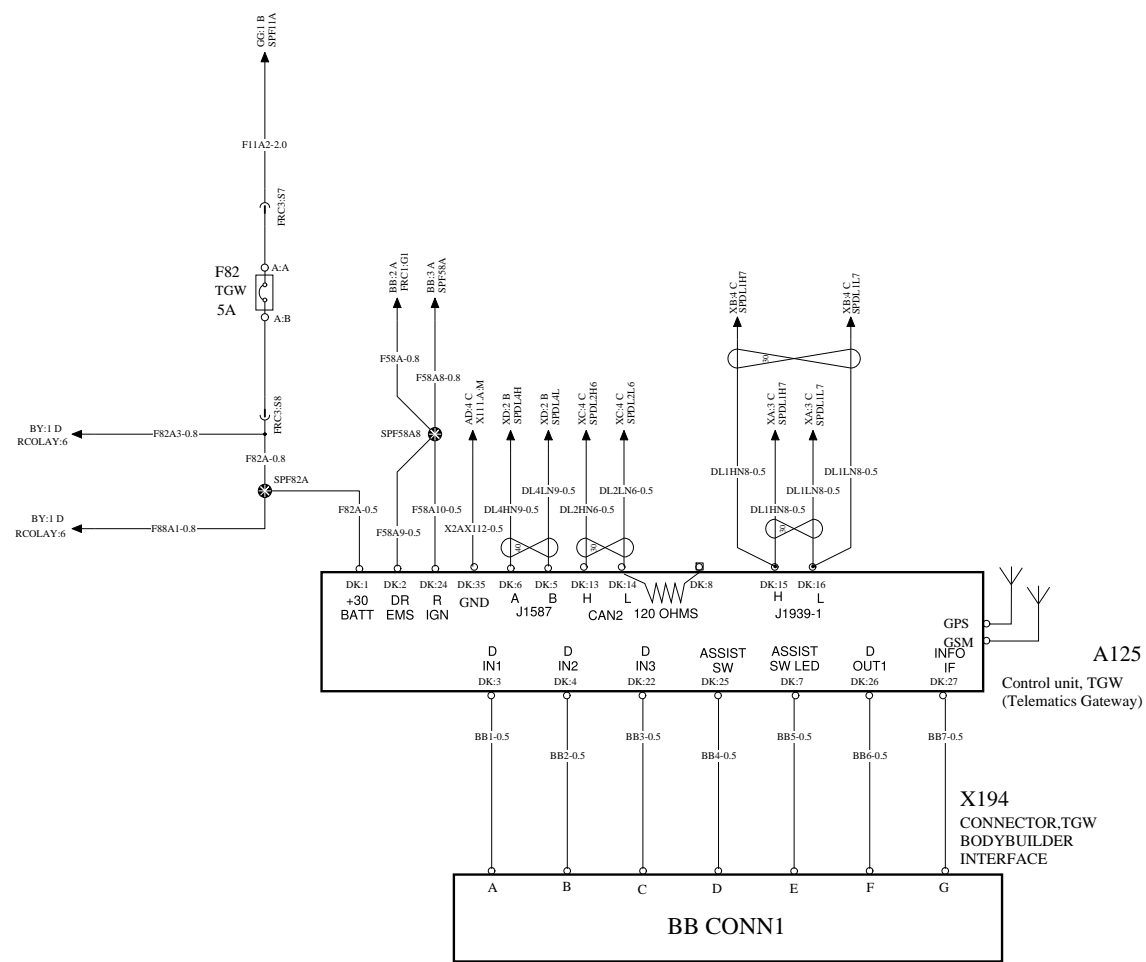 GG:1 B
SPF11A
F11A2-2.0
FRC3:S7
F82
TGW
5A
A:A
A:B
FRC3:S8
BY:1 D
RCOLAY:6
F82A3-0.8
F82A-0.8
SPF82A
BY:1 D
RCOLAY:6
F88A1-0.8
F82A-0.5
BB:2 A
FRC1:G1
BB:3 A
SPF58A
F58A-0.8
F58A8-0.8
SPF58A8
F58A9-0.5
F58A10-0.5
AD:4 C
X111A:M
X2AX112-0.5
XD:2 B
SPDL4H
XD:2 B
SPDL4L
XC:4 C
SPDL2H6
XC:4 C
SPDL2L6
DL4HN9-0.5
DL4LN9-0.5
DL2HN6-0.5
DL2LN6-0.5
40
30
XB:4 C
SPDL1H7
XB:4 C
SPDL1L7
30
XA:3 C
SPDL1H7
XA:3 C
SPDL1L7
DL1HN8-0.5
DL1LN8-0.5
DL1HN8-0.5
DL1LN8-0.5
30
DK:1
DK:2
DK:24
DK:35
DK:6
DK:5
DK:13
DK:14
DK:8
DK:15
DK:16
+30
BATT
DR
EMS
R
IGN
GND
A
B
J1587
H
L
CAN2
120 OHMS
H
L
J1939-1
GPS
GSM
D
IN1
D
IN2
D
IN3
ASSIST
SW
ASSIST
SW LED
D
OUT1
INFO
IF
DK:3
DK:4
DK:22
DK:25
DK:7
DK:26
DK:27
A125
Control unit, TGW
(Telematics Gateway)
BB1-0.5
BB2-0.5
BB3-0.5
BB4-0.5
BB5-0.5
BB6-0.5
BB7-0.5
X194
CONNECTOR,TGW
BODYBUILDER
INTERFACE
A
B
C
D
E
F
G
BB CONN1